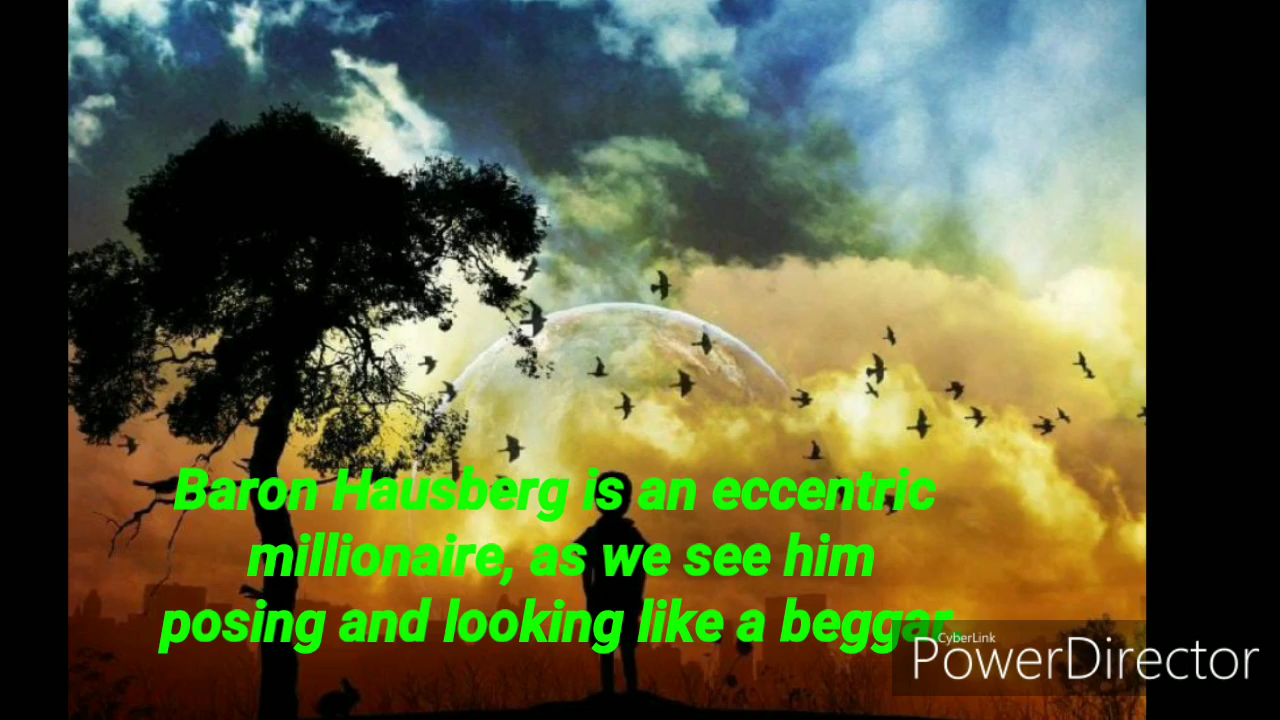 Baron Hausberg is an eccentric
millionaire, as we see him
posing and looking like a beggar
CyberLink
PowerDirector